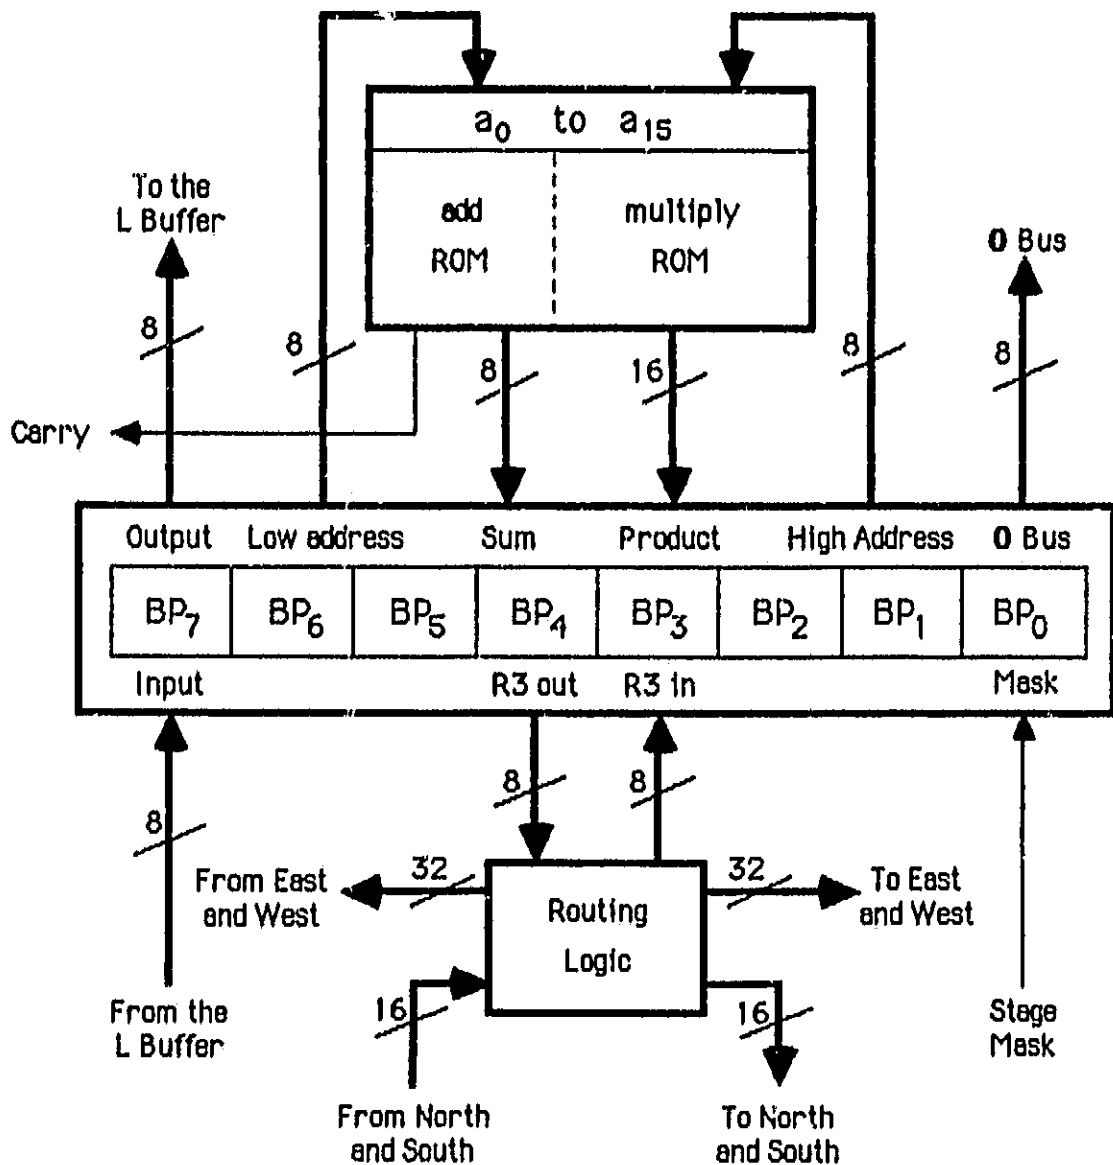 a0 to a15
add multiply
ROM ROM
To the
L Buffer
O Bus
8
8
8
16
8
8
Carry
Output Low address Sum Product High Address O Bus
BP7 BP6 BP5 BP4 BP3 BP2 BP1 BP0
Input R3 out R3 in Mask
8
8
8
32
32
From East
and West
Routing
Logic
To East
and West
16
16
From the
L Buffer
Stage
Mask
From North
and South
To North
and South